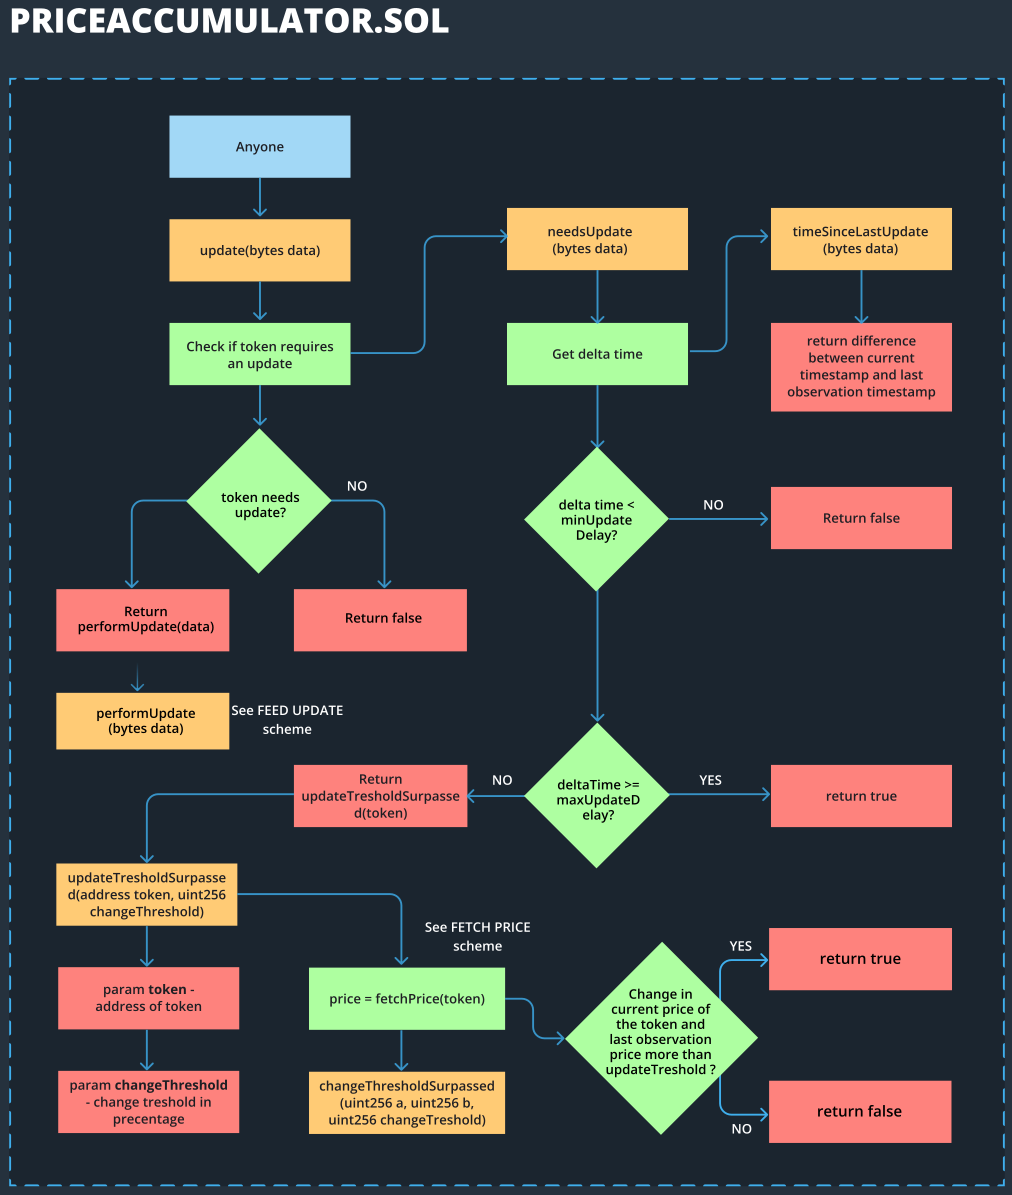 PRICEACCUMULATOR.SOL
Anyone
update(bytes data)
Check if token requires
an update
token needs
update?
NO
Return
performUpdate(data)
Return false
performUpdate
(bytes data)
See FEED UPDATE
scheme
needsUpdate
(bytes data)
Get delta time
timeSinceLastUpdate
(bytes data)
return difference
between current
timestamp and last
observation timestamp
delta time <
minUpdate
Delay?
NO
Return false
deltaTime >=
maxUpdateD
elay?
YES
return true
NO
Return
updateTresholdSurpasse
d(token)
updateTresholdSurpasse
d(address token, uint256
changeThreshold)
param token -
address of token
param changeThreshold
- change treshold in
precentage
See FETCH PRICE
scheme
price = fetchPrice(token)
changeThresholdSurpassed
(uint256 a, uint256 b,
uint256 changeTreshold)
Change in
current price of
the token and
last observation
price more than
updateTreshold ?
YES
return true
NO
return false